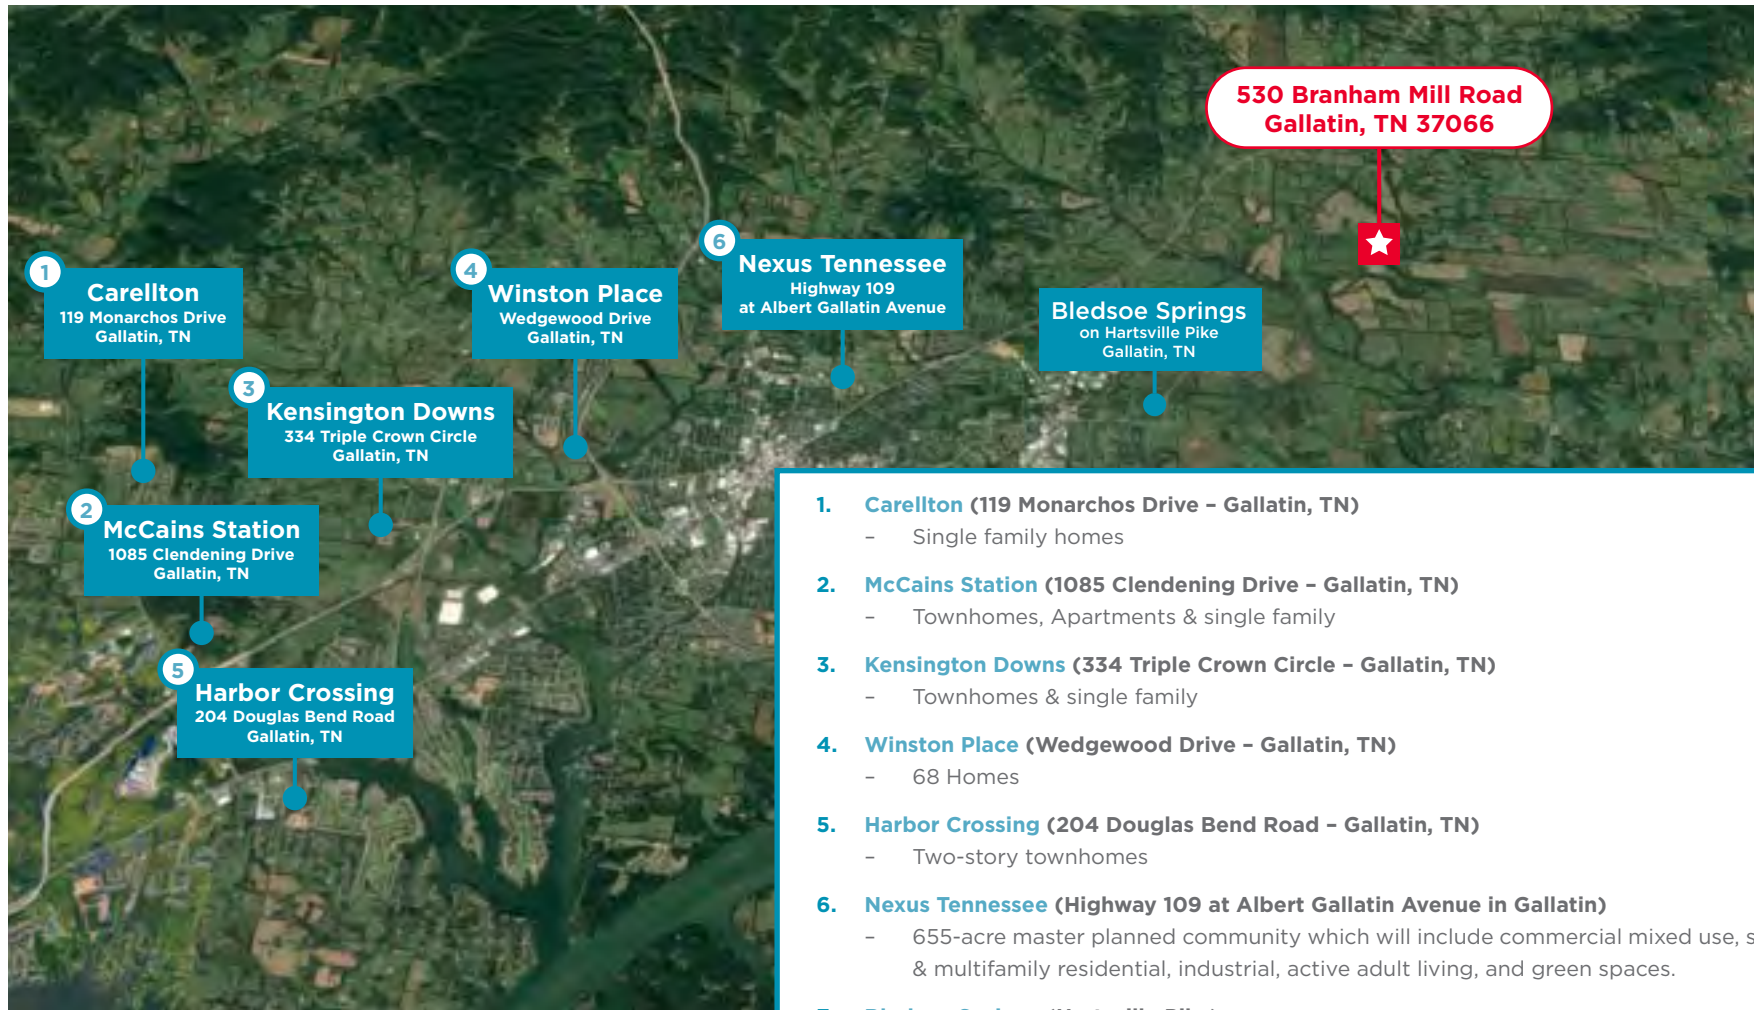 530 Branham Mill Road
Gallatin, TN 37066
1
Carellton
119 Monarchos Drive
Gallatin, TN
4
Winston Place
Wedgewood Drive
Gallatin, TN
6
Nexus Tennessee
Highway 109
at Albert Gallatin Avenue
Bledsoe Springs
on Hartsville Pike
Gallatin, TN
3
Kensington Downs
334 Triple Crown Circle
Gallatin, TN
2
McCains Station
1085 Clendening Drive
Gallatin, TN
5
Harbor Crossing
204 Douglas Bend Road
Gallatin, TN
1. Carellton (119 Monarchos Drive – Gallatin, TN)
– Single family homes
2. McCains Station (1085 Clendening Drive – Gallatin, TN)
– Townhomes, Apartments & single family
3. Kensington Downs (334 Triple Crown Circle – Gallatin, TN)
– Townhomes & single family
4. Winston Place (Wedgewood Drive – Gallatin, TN)
– 68 Homes
5. Harbor Crossing (204 Douglas Bend Road – Gallatin, TN)
– Two-story townhomes
6. Nexus Tennessee (Highway 109 at Albert Gallatin Avenue in Gallatin)
– 655-acre master planned community which will include commercial mixed use,
& multifamily residential, industrial, active adult living, and green spaces.